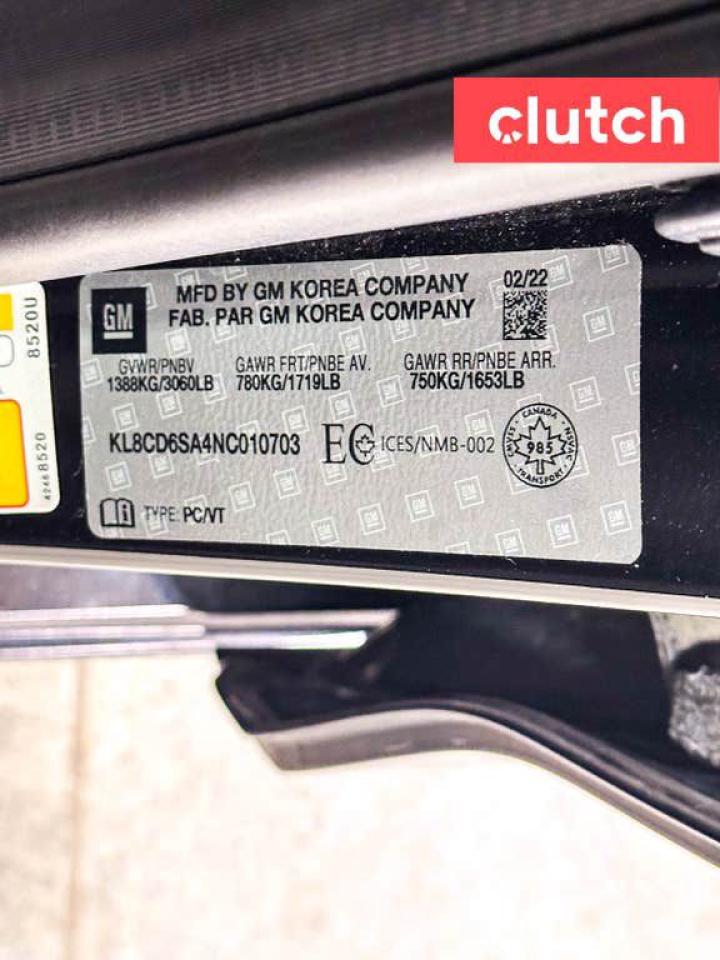 clutch
GM
MFD BY GM KOREA COMPANY
FAB. PAR GM KOREA COMPANY
02/22
GVWR/PNBV
1388KG/3060LB
GAWR FRT/PNBE AV.
780KG/1719LB
GAWR RR/PNBE ARR.
750KG/1653LB
KL8CD6SA4NC010703
EC ICES/NMB-002
CANADA
985
TRANSPORT
TYPE: PC/VT
8520U
42468520